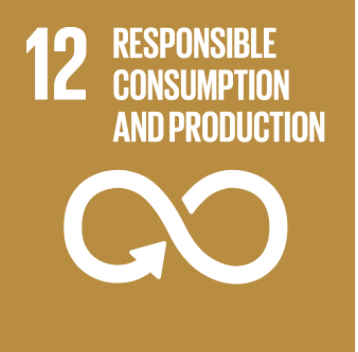 12 RESPONSIBLE
CONSUMPTION
AND PRODUCTION